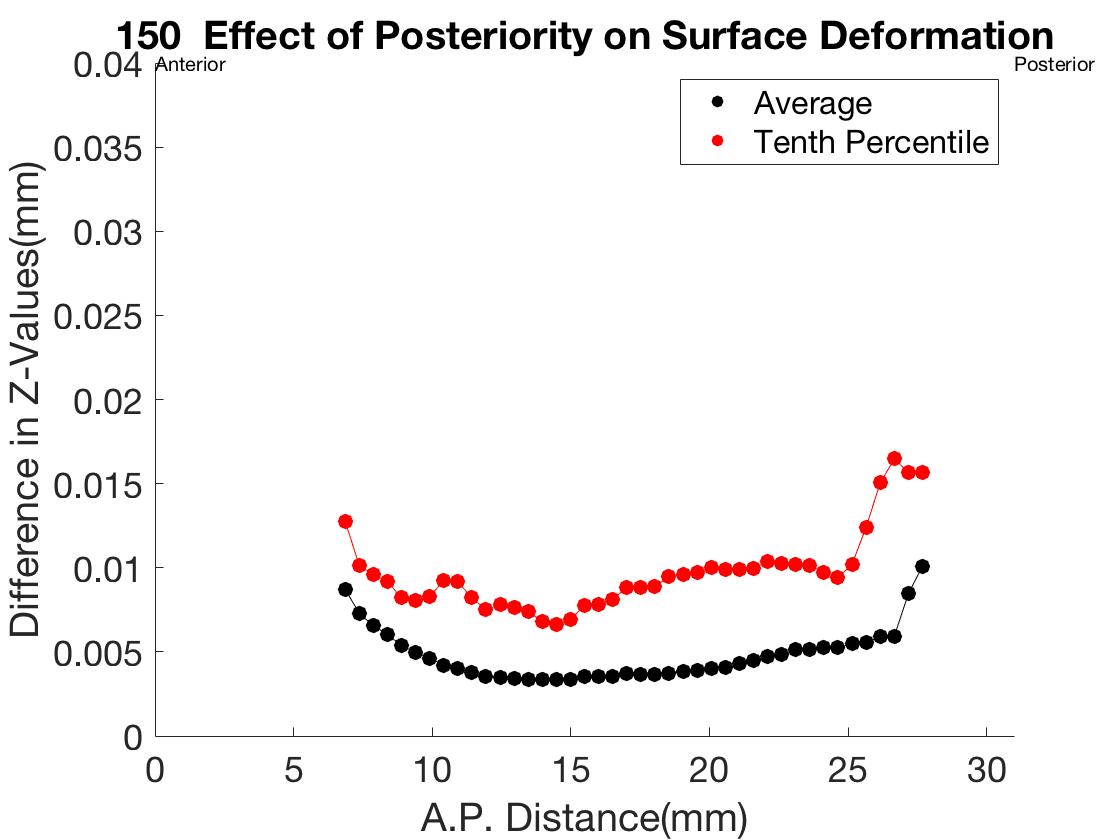 150  Effect of Posteriority on Surface Deformation
Anterior
Posterior
Average
Tenth Percentile
Difference in Z-Values(mm)
0.04
0.035
0.03
0.025
0.02
0.015
0.01
0.005
0
0 5 10 15 20 25 30
A.P. Distance(mm)